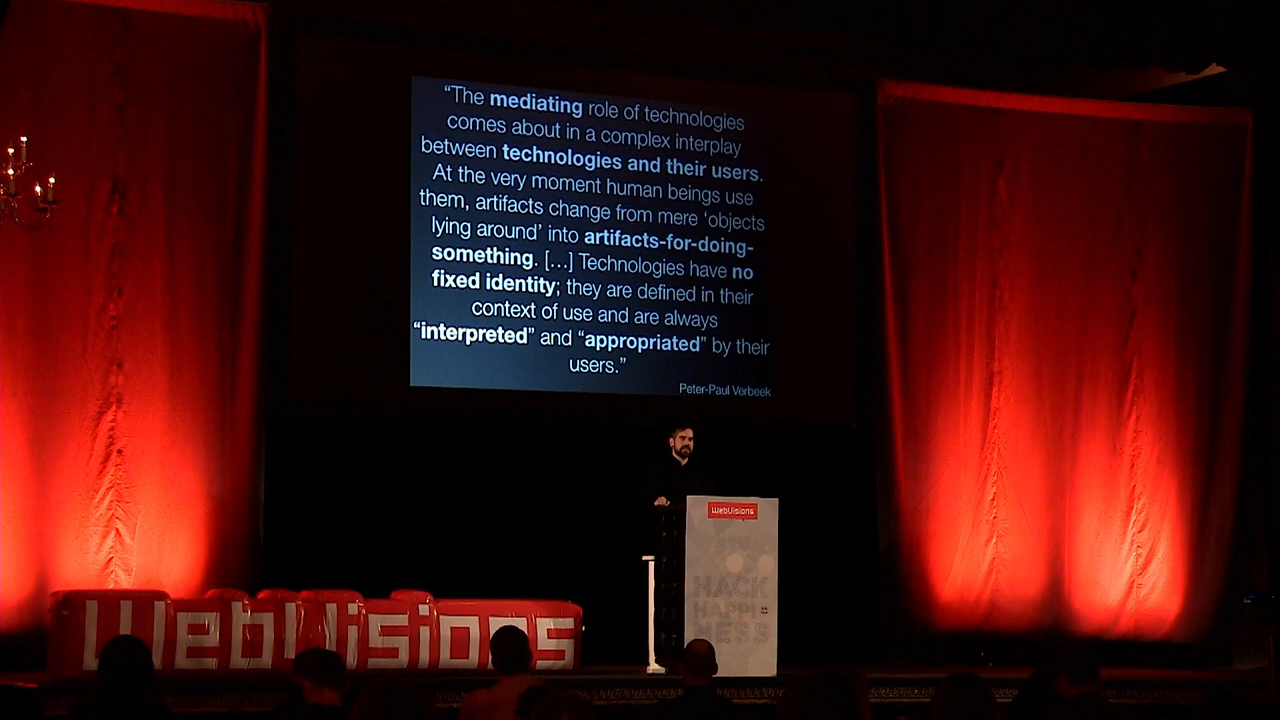 “The mediating role of technologies
comes about in a complex interplay
between technologies and their users.
At the very moment human beings use
them, artifacts change from mere ‘objects
lying around’ into artifacts-for-doing-
something. […] Technologies have no
fixed identity; they are defined in their
context of use and are always
“interpreted” and “appropriated” by their
users.”
Peter-Paul Verbeek
WebVisions
HACK
HAPPI
NESS
WebVisions